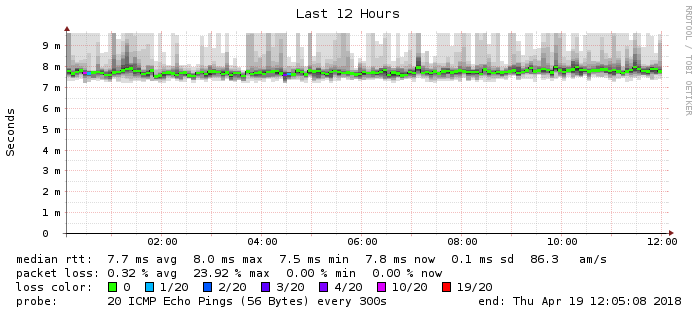 Last 12 Hours
RRDTOOL / TOBI OETIKER
Seconds
9 m
8 m
7 m
6 m
5 m
4 m
3 m
2 m
1 m
0
02:00 04:00 06:00 08:00 10:00 12:00
median rtt: 7.7 ms avg 8.0 ms max 7.5 ms min 7.8 ms now 0.1 ms sd 86.3 am/s
packet loss: 0.32 % avg 23.92 % max 0.00 % min 0.00 % now
loss color: 0 1/20 2/20 3/20 4/20 10/20 19/20
probe: 20 ICMP Echo Pings (56 Bytes) every 300s end: Thu Apr 19 12:05:08 2018